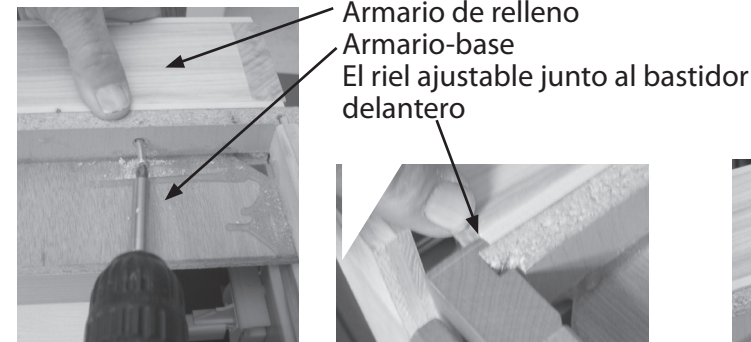 Armario de relleno
Armario-base
El riel ajustable junto al bastidor
delantero